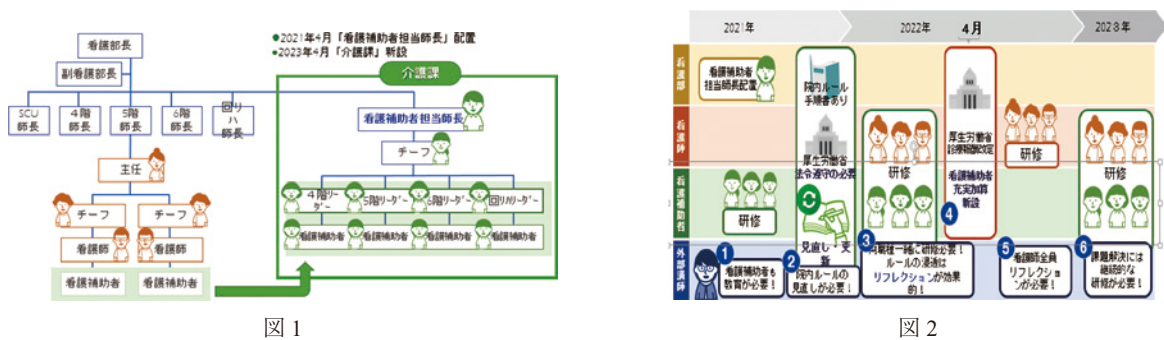 ●2021年4月「看護補助者担当師長」配置
●2023年4月「介護課」新設
看護部長
副看護部長
SCU
師長
4階
師長
5階
師長
6階
師長
回リハ
師長
主任
チーフ
チーフ
看護師
看護師
看護補助者
看護補助者
介護課
看護補助者担当師長
チーフ
4階リーダー
5階リーダー
6階リーダー
回リハリーダー
看護補助者
看護補助者
看護補助者
看護補助者
図1
2021年
2022年
4月
2023年
看護部
看護師
看護補助者
外部講師
看護補助者
担当師長配置
院内ルール
手順書あり
厚生労働省
法令遵守の必要
見直し・更
新
研修
研修
厚生労働省
診療報酬改定
看護補助者
充実加算
新設
研修
研修
1
看護補助者も
教育が必要！
2
院内ルールの
見直しが必要！
3
両職種一緒に研修必要！
ルールの浸透は
リフレクションが効果
的！
4
5
看護師全員
リフレクショ
ンが必要！
6
課題解決には
継続的な
研修が必要！
図2